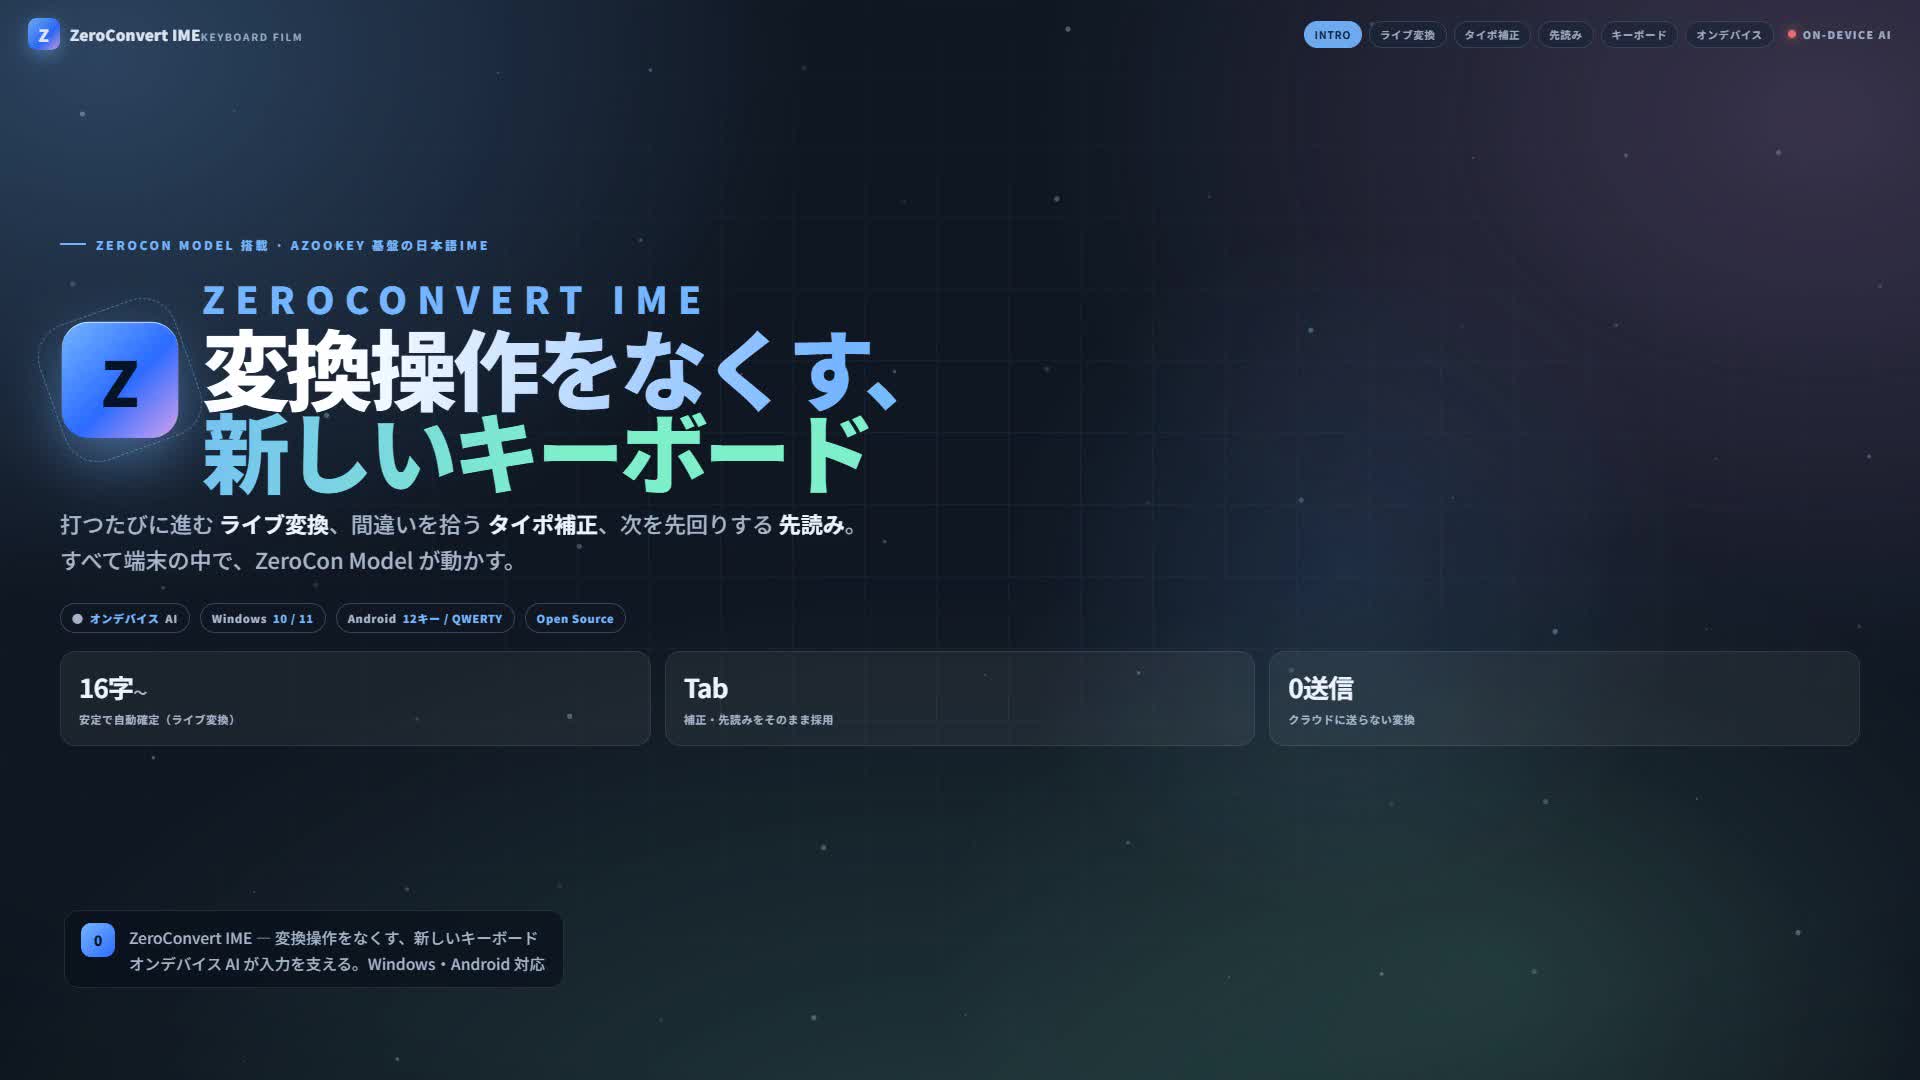 Z ZeroConvert IME KEYBOARD FILM
INTRO ライブ変換 タイポ補正 先読み キーボード オンデバイス ON-DEVICE AI
ZEROCON MODEL 搭載 · AZOOKEY 基盤の日本語IME
ZEROCONVERT IME
Z
変換操作をなくす、
新しいキーボード
打つたびに進む ライブ変換、間違いを拾う タイポ補正、次を先回りする 先読み。
すべて端末の中で、ZeroCon Model が動かす。
オンデバイス AI Windows 10 / 11 Android 12キー / QWERTY Open Source
16字〜
安定で自動確定（ライブ変換）
Tab
補正・先読みをそのまま採用
0送信
クラウドに送らない変換
0
ZeroConvert IME — 変換操作をなくす、新しいキーボード
オンデバイス AI が入力を支える。Windows・Android 対応